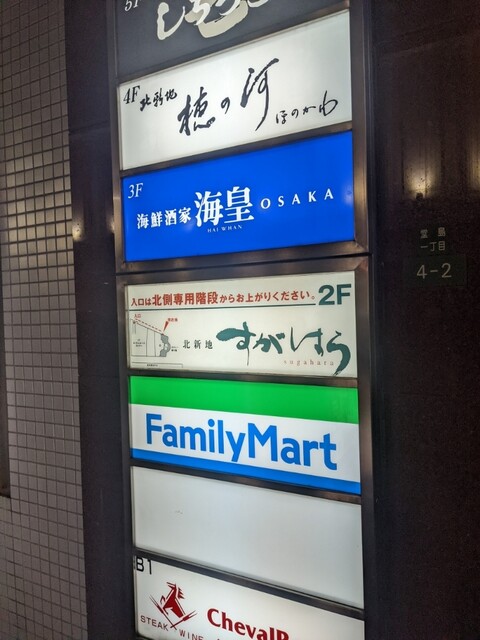 5F
4F 北新地 穂の河 ほのかわ
3F
海鮮酒家 海皇 OSAKA
HAI WHAN
入口は北側専用階段からお上がりください。 2F
北新地 すがはら
sugahara
FamilyMart
B1
STEAK WINE
Cheval
堂島
一丁目
4-2